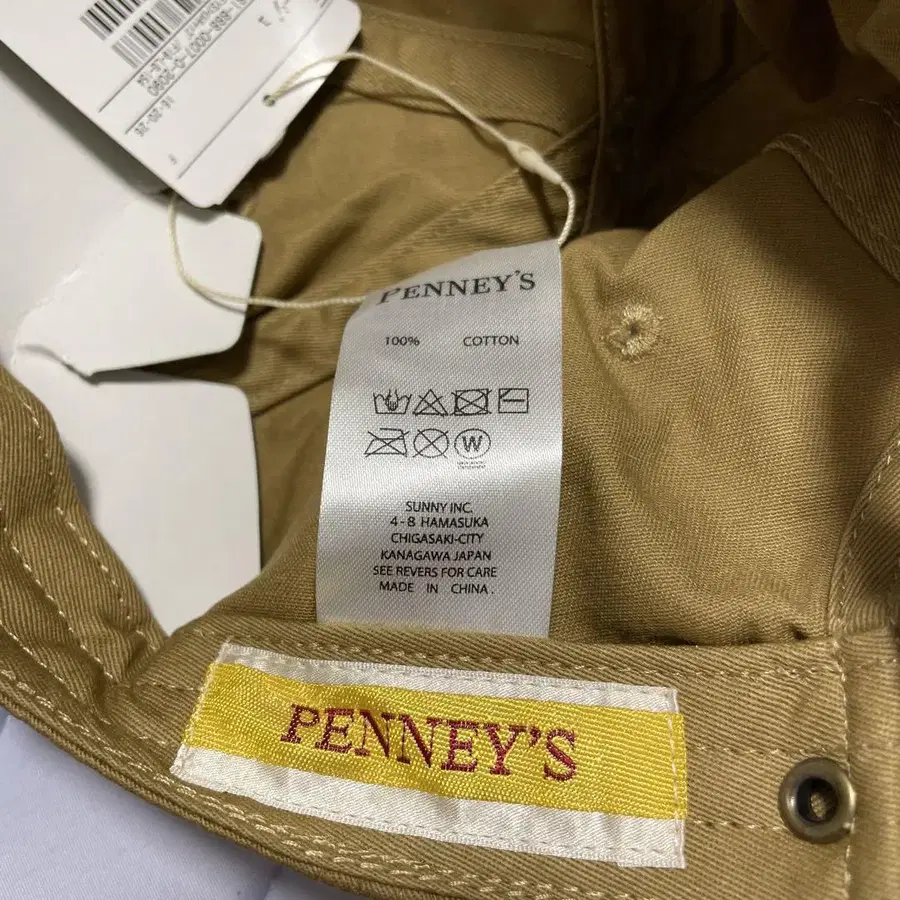 PENNEY'S
100% COTTON
W
SUNNY INC.
4-8 HAMASUKA
CHIGASAKI-CITY
KANAGAWA JAPAN
SEE REVERS FOR CARE
MADE IN CHINA.
PENNEY'S